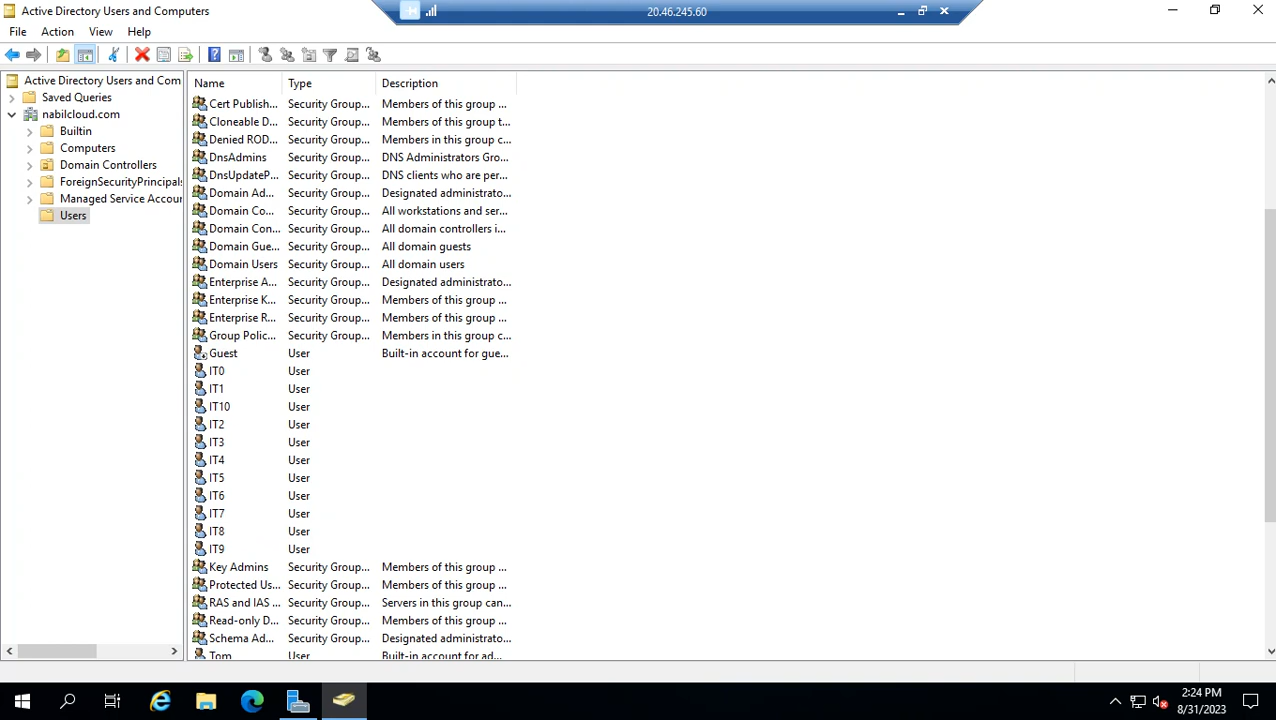 Active Directory Users and Computers
20.46.245.60
File Action View Help
Active Directory Users and Com
Saved Queries
nabilcloud.com
Builtin
Computers
Domain Controllers
ForeignSecurityPrincipals
Managed Service Accour
Users
Name Type Description
Cert Publish... Security Group... Members of this group ...
Cloneable D... Security Group... Members of this group t...
Denied ROD... Security Group... Members in this group c...
DnsAdmins Security Group... DNS Administrators Gro...
DnsUpdateP... Security Group... DNS clients who are per...
Domain Ad... Security Group... Designated administrato...
Domain Co... Security Group... All workstations and ser...
Domain Con... Security Group... All domain controllers i...
Domain Gue... Security Group... All domain guests
Domain Users Security Group... All domain users
Enterprise A... Security Group... Designated administrato...
Enterprise K... Security Group... Members of this group ...
Enterprise R... Security Group... Members of this group ...
Group Polic... Security Group... Members in this group c...
Guest User Built-in account for gue...
IT0 User
IT1 User
IT10 User
IT2 User
IT3 User
IT4 User
IT5 User
IT6 User
IT7 User
IT8 User
IT9 User
Key Admins Security Group... Members of this group ...
Protected Us... Security Group... Members of this group ...
RAS and IAS ... Security Group... Servers in this group can...
Read-only D... Security Group... Members of this group ...
Schema Ad... Security Group... Designated administrato...
Tom User Built-in account for ad...
2:24 PM
8/31/2023